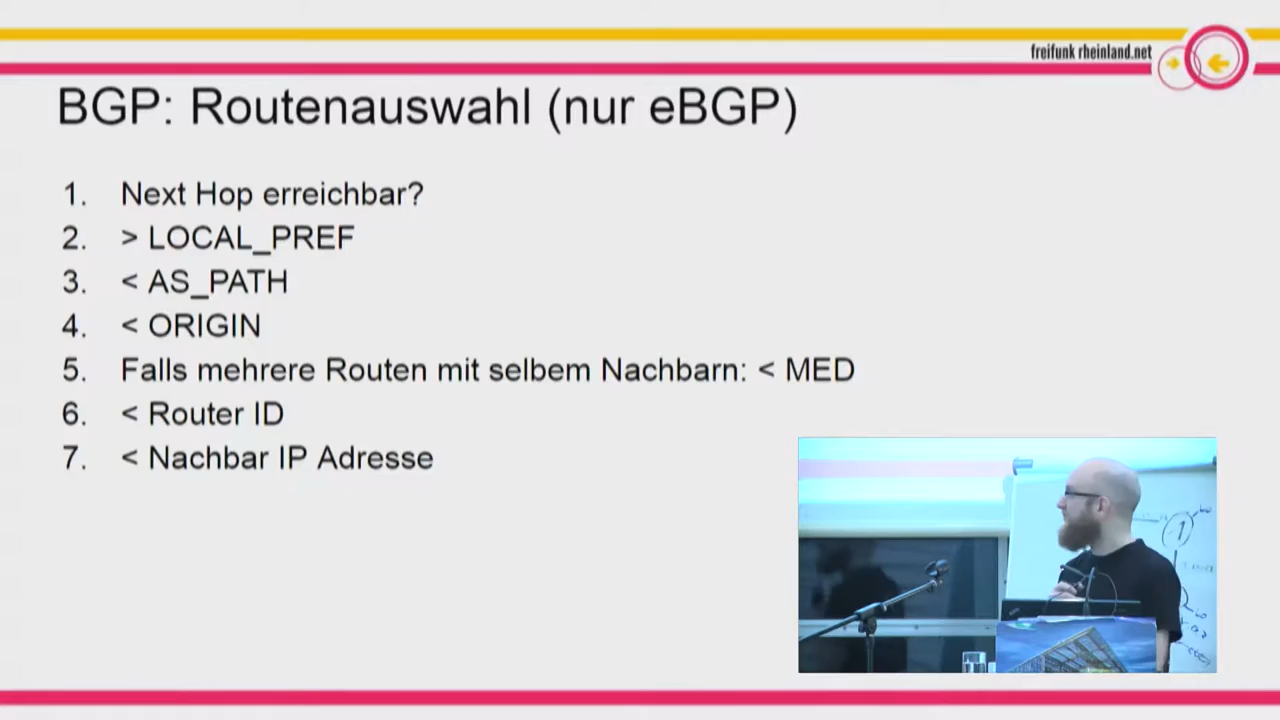 freifunk rheinland.net
BGP: Routenauswahl (nur eBGP)
1. Next Hop erreichbar?
2. > LOCAL_PREF
3. < AS_PATH
4. < ORIGIN
5. Falls mehrere Routen mit selbem Nachbarn: < MED
6. < Router ID
7. < Nachbar IP Adresse